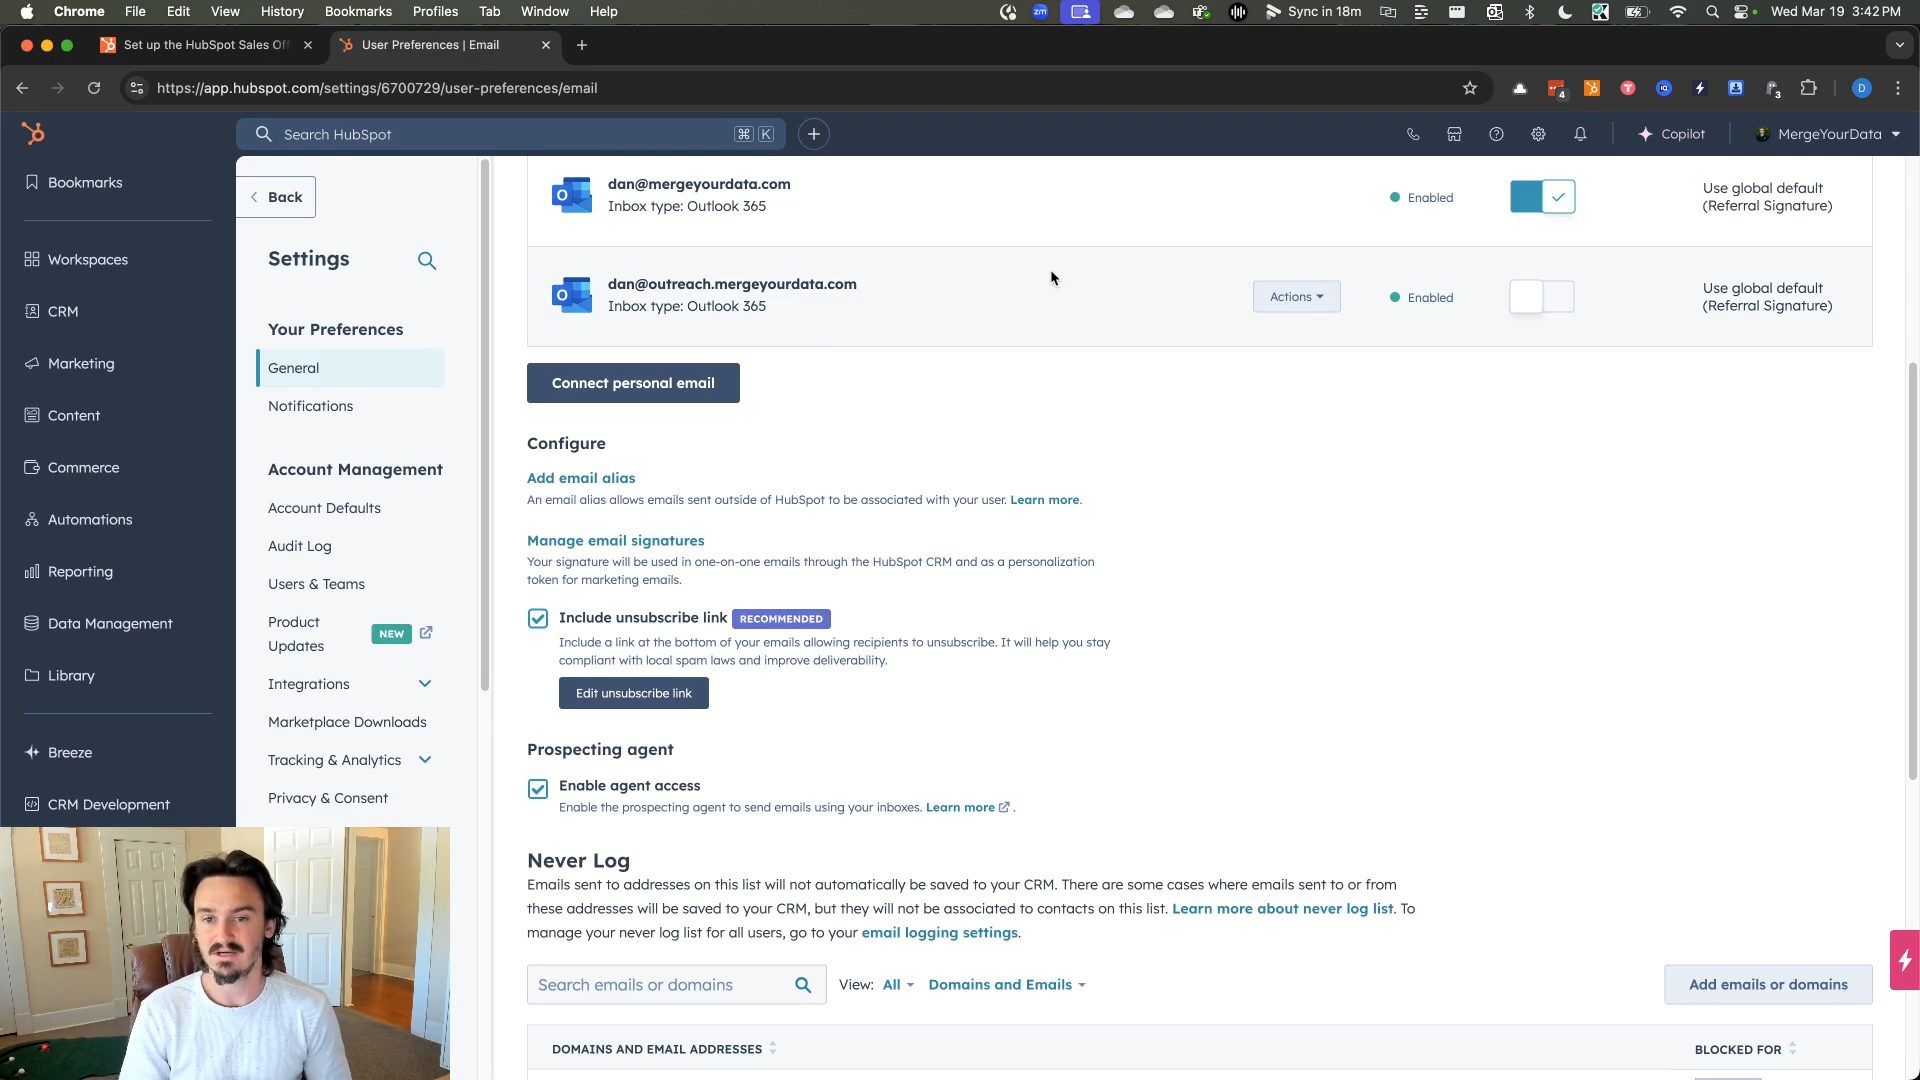 Chrome File Edit View History Bookmarks Profiles Tab Window Help
zm
Sync in 18m
Wed Mar 19 3:42 PM
Set up the HubSpot Sales Off
User Preferences | Email
https://app.hubspot.com/settings/6700729/user-preferences/email
4
3
D
Search HubSpot
⌘ K
Copilot
MergeYourData
Bookmarks
Workspaces
CRM
Marketing
Content
Commerce
Automations
Reporting
Data Management
Library
Breeze
CRM Development
Back
Settings
Your Preferences
General
Notifications
Account Management
Account Defaults
Audit Log
Users & Teams
Product
Updates
NEW
Integrations
Marketplace Downloads
Tracking & Analytics
Privacy & Consent
dan@mergeyourdata.com
Inbox type: Outlook 365
Enabled
Use global default
(Referral Signature)
dan@outreach.mergeyourdata.com
Inbox type: Outlook 365
Actions
Enabled
Use global default
(Referral Signature)
Connect personal email
Configure
Add email alias
An email alias allows emails sent outside of HubSpot to be associated with your user. Learn more.
Manage email signatures
Your signature will be used in one-on-one emails through the HubSpot CRM and as a personalization
token for marketing emails.
Include unsubscribe link RECOMMENDED
Include a link at the bottom of your emails allowing recipients to unsubscribe. It will help you stay
compliant with local spam laws and improve deliverability.
Edit unsubscribe link
Prospecting agent
Enable agent access
Enable the prospecting agent to send emails using your inboxes. Learn more .
Never Log
Emails sent to addresses on this list will not automatically be saved to your CRM. There are some cases where emails sent to or from
these addresses will be saved to your CRM, but they will not be associated to contacts on this list. Learn more about never log list. To
manage your never log list for all users, go to your email logging settings.
Search emails or domains
View: All Domains and Emails
Add emails or domains
DOMAINS AND EMAIL ADDRESSES
BLOCKED FOR